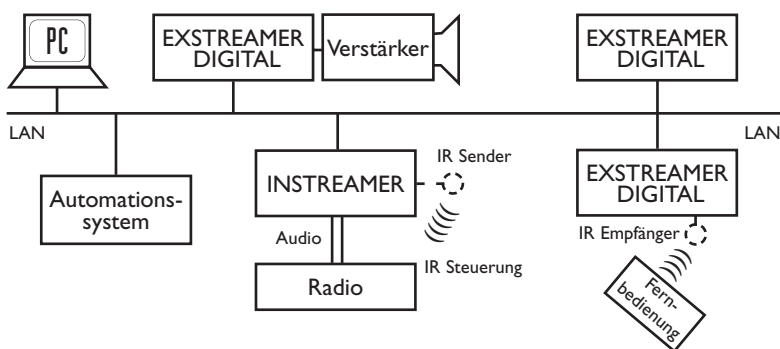 PC
EXSTREAMER
DIGITAL
Verstärker
EXSTREAMER
DIGITAL
LAN
LAN
Automations-
system
INSTREAMER
IR Sender
EXSTREAMER
DIGITAL
Audio
IR Steuerung
IR Empfänger
Radio
Fern-
bedienung